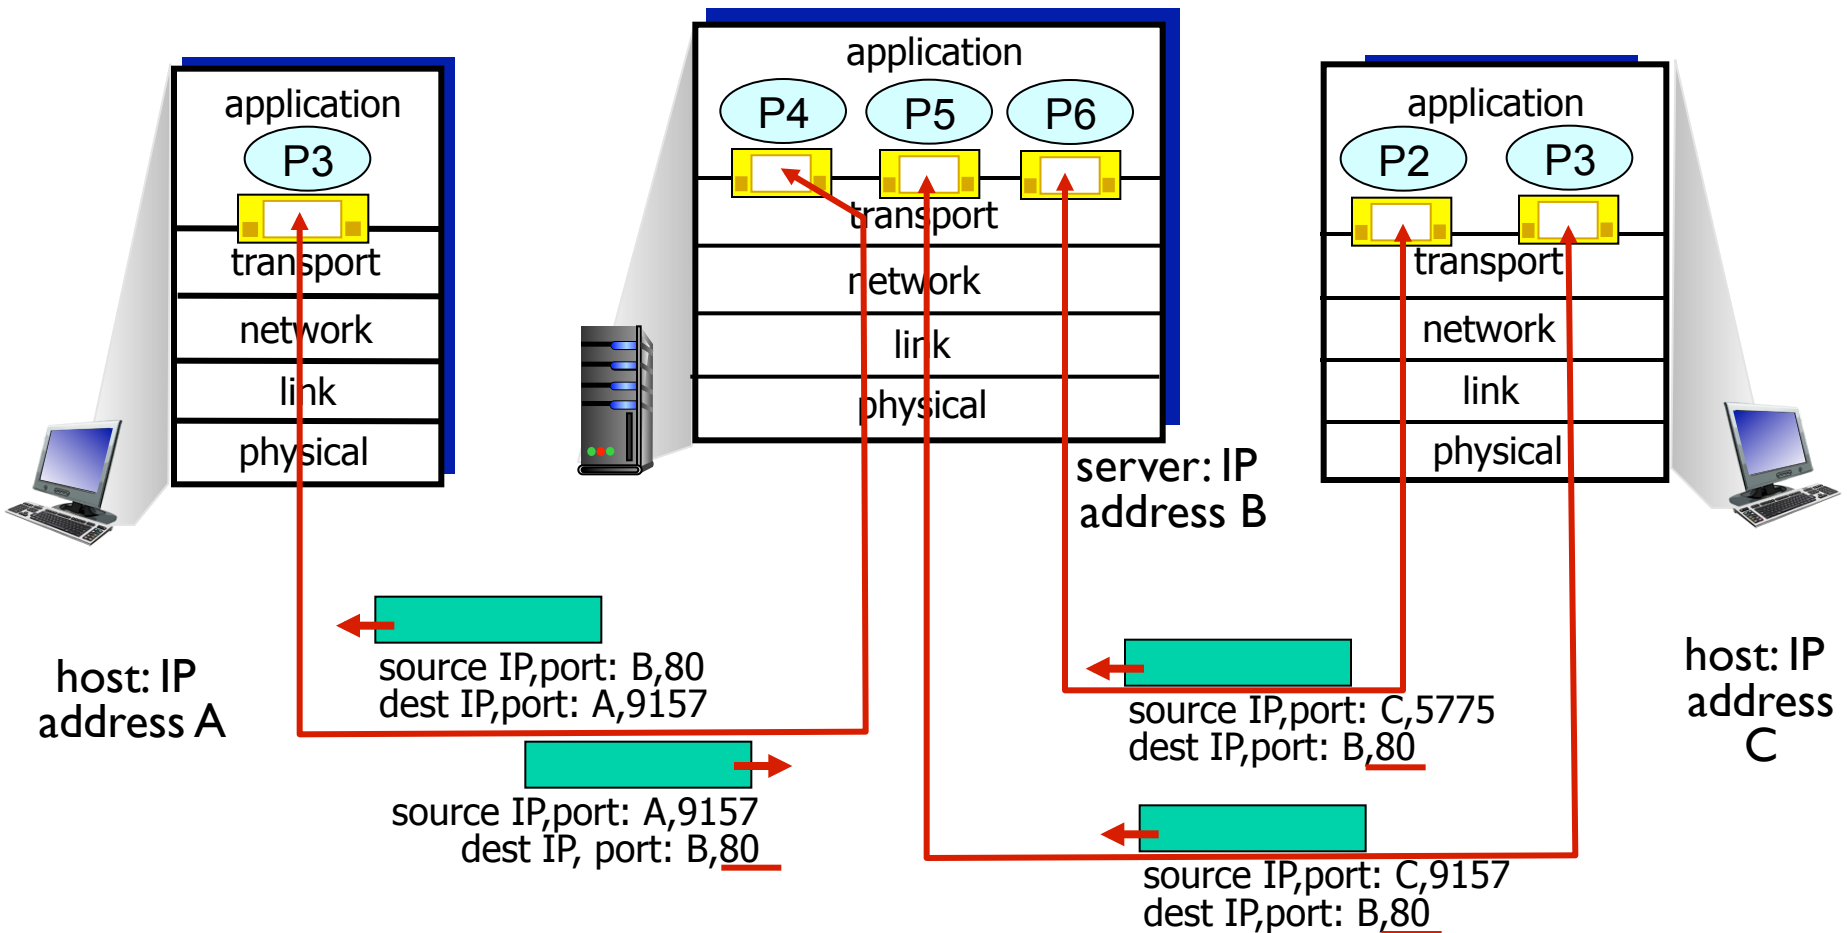 application
P3
transport
network
link
physical
host: IP
address A
application
P4 P5 P6
transport
network
link
physical
server: IP
address B
application
P2 P3
transport
network
link
physical
host: IP
address
C
source IP,port: B,80
dest IP,port: A,9157
source IP,port: A,9157
dest IP, port: B,80
source IP,port: C,5775
dest IP,port: B,80
source IP,port: C,9157
dest IP,port: B,80